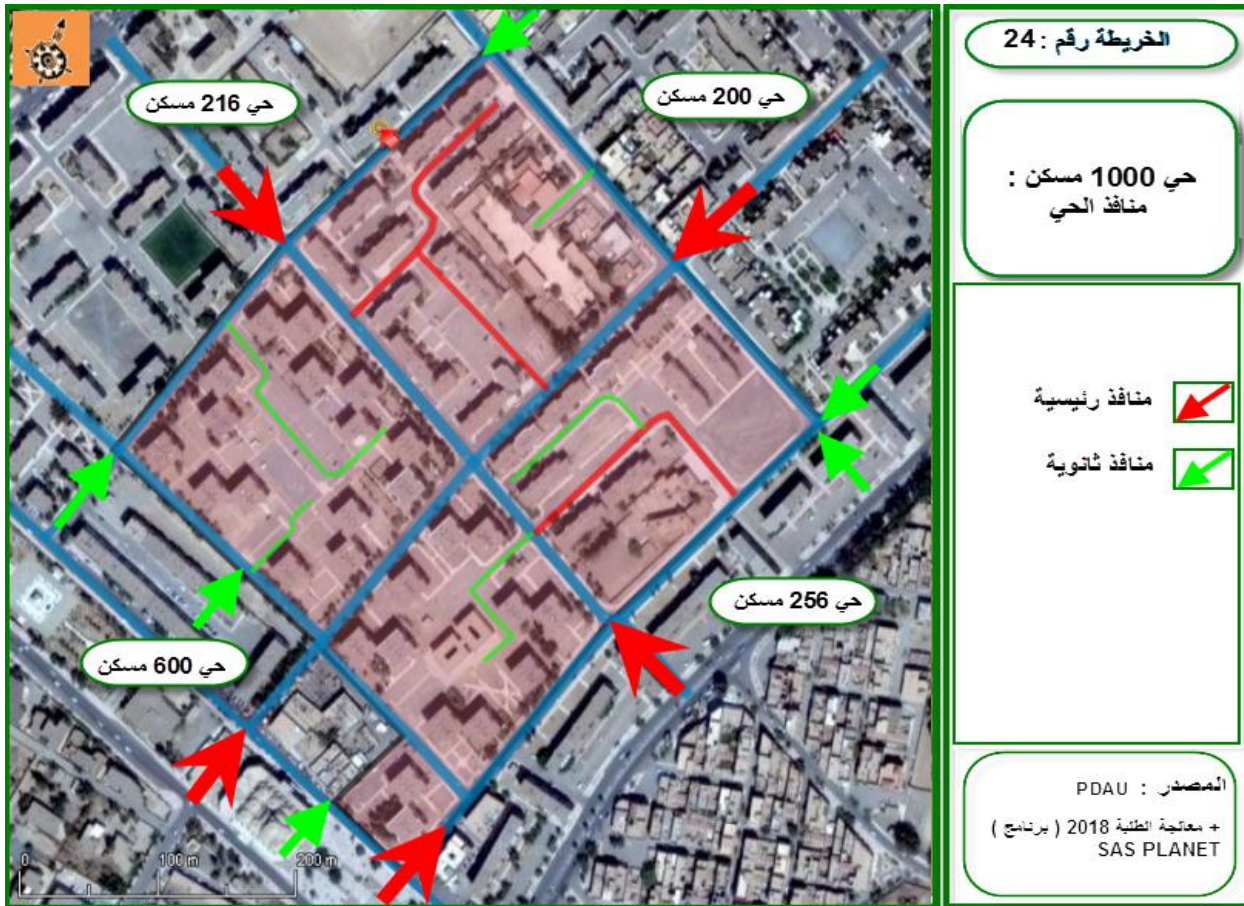 الخريطة رقم : 24
حي 1000 مسكن :
منافذ الحي
منافذ رئيسية
منافذ ثانوية
المصدر : PDAU
+ معالجة الطلبة 2018 ( برنامج )
SAS PLANET
حي 216 مسكن
حي 200 مسكن
حي 256 مسكن
حي 600 مسكن
0 100 m 200 m